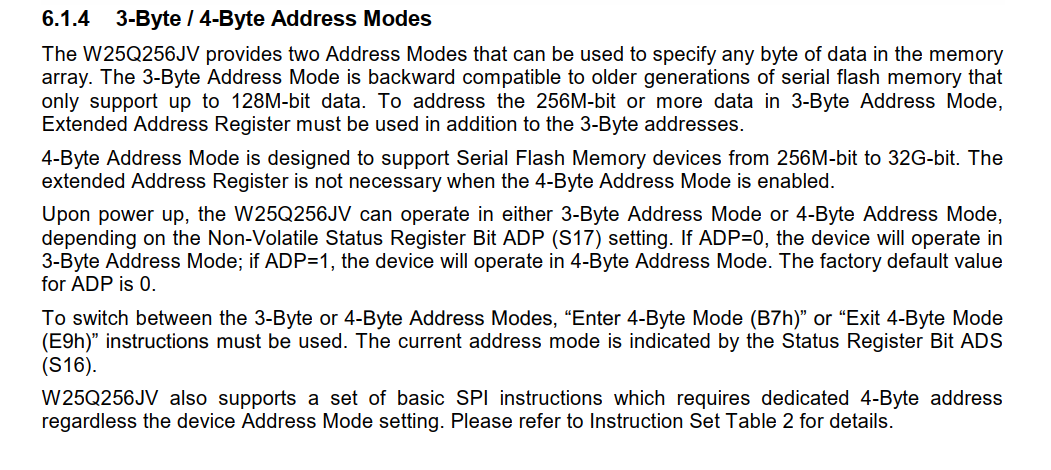 6.1.4 3-Byte / 4-Byte Address Modes
The W25Q256JV provides two Address Modes that can be used to specify any byte of data in the memory
array. The 3-Byte Address Mode is backward compatible to older generations of serial flash memory that
only support up to 128M-bit data. To address the 256M-bit or more data in 3-Byte Address Mode,
Extended Address Register must be used in addition to the 3-Byte addresses.
4-Byte Address Mode is designed to support Serial Flash Memory devices from 256M-bit to 32G-bit. The
extended Address Register is not necessary when the 4-Byte Address Mode is enabled.
Upon power up, the W25Q256JV can operate in either 3-Byte Address Mode or 4-Byte Address Mode,
depending on the Non-Volatile Status Register Bit ADP (S17) setting. If ADP=0, the device will operate in
3-Byte Address Mode; if ADP=1, the device will operate in 4-Byte Address Mode. The factory default value
for ADP is 0.
To switch between the 3-Byte or 4-Byte Address Modes, “Enter 4-Byte Mode (B7h)” or “Exit 4-Byte Mode
(E9h)” instructions must be used. The current address mode is indicated by the Status Register Bit ADS
(S16).
W25Q256JV also supports a set of basic SPI instructions which requires dedicated 4-Byte address
regardless the device Address Mode setting. Please refer to Instruction Set Table 2 for details.